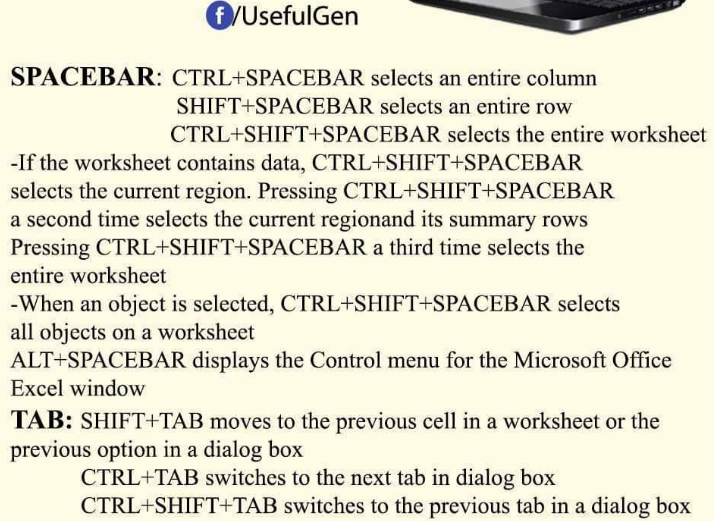 f/UsefulGen
SPACEBAR: CTRL+SPACEBAR selects an entire column
SHIFT+SPACEBAR selects an entire row
CTRL+SHIFT+SPACEBAR selects the entire worksheet
-If the worksheet contains data, CTRL+SHIFT+SPACEBAR
selects the current region. Pressing CTRL+SHIFT+SPACEBAR
a second time selects the current regionand its summary rows
Pressing CTRL+SHIFT+SPACEBAR a third time selects the
entire worksheet
-When an object is selected, CTRL+SHIFT+SPACEBAR selects
all objects on a worksheet
ALT+SPACEBAR displays the Control menu for the Microsoft Office
Excel window
TAB: SHIFT+TAB moves to the previous cell in a worksheet or the
previous option in a dialog box
CTRL+TAB switches to the next tab in dialog box
CTRL+SHIFT+TAB switches to the previous tab in a dialog box